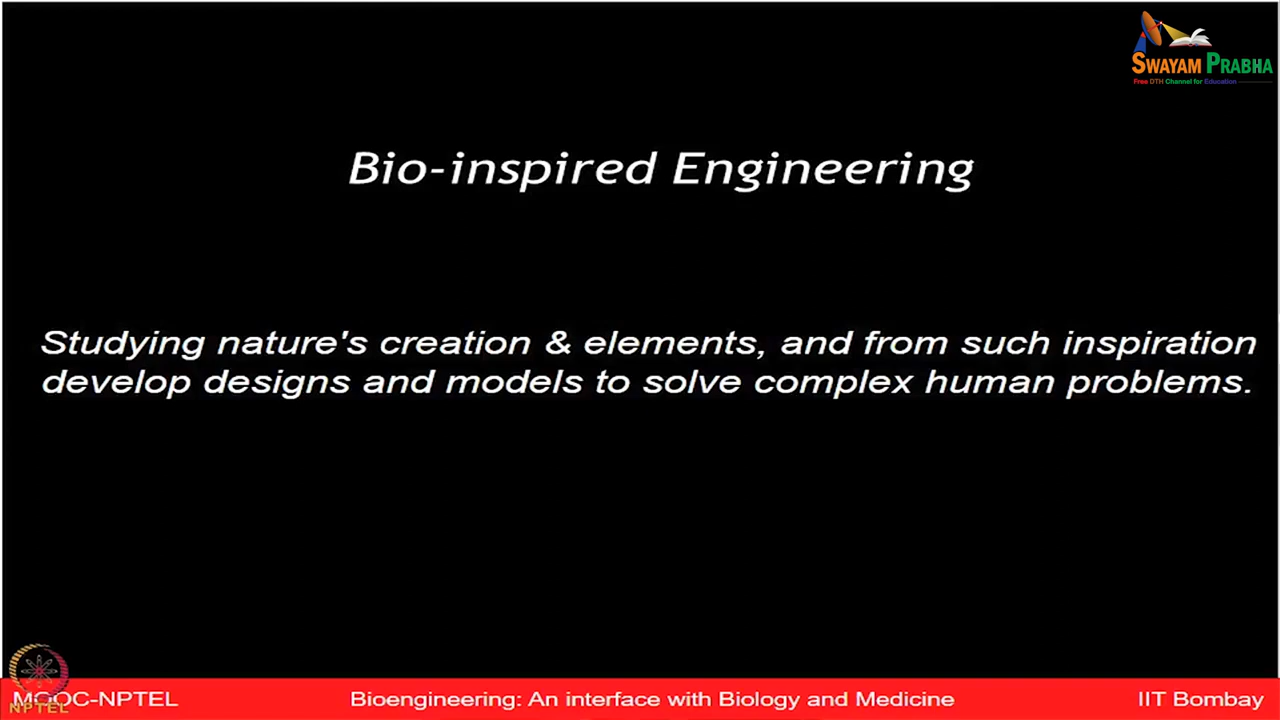 SWAYAM PRABHA
Free DTH Channel for Education
Bio-inspired Engineering
Studying nature's creation & elements, and from such inspiration
develop designs and models to solve complex human problems.
MOOC-NPTEL
NPTEL
Bioengineering: An interface with Biology and Medicine
IIT Bombay